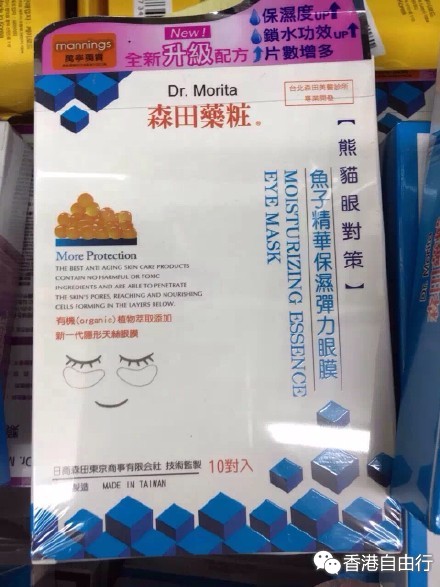 New!
mannings
萬寧獨賣
全新升級配方
保濕度UP
鎖水功效UP
片數增多
Dr. Morita
森田藥粧
台北森田美醫診所
專業開發
【熊貓眼對策】
魚子精華保濕彈力眼膜
MOISTURIZING ESSENCE
EYE MASK
More Protection
THE BEST ANTI AGING SKIN CARE PRODUCTS
CONTAIN NO HARMFUL OR TOXIC
INGREDIENTS AND ARE ABLE TO PENETRATE
THE SKIN'S PORES, REACHING AND NOURISHING
CELLS FORMING IN THE LAYERS BELOW.
有機(organic)植物萃取添加
新一代隱形天絲眼膜
日商森田東京商事有限会社 技術監製
10對入
製造 MADE IN TAIWAN
香港自由行